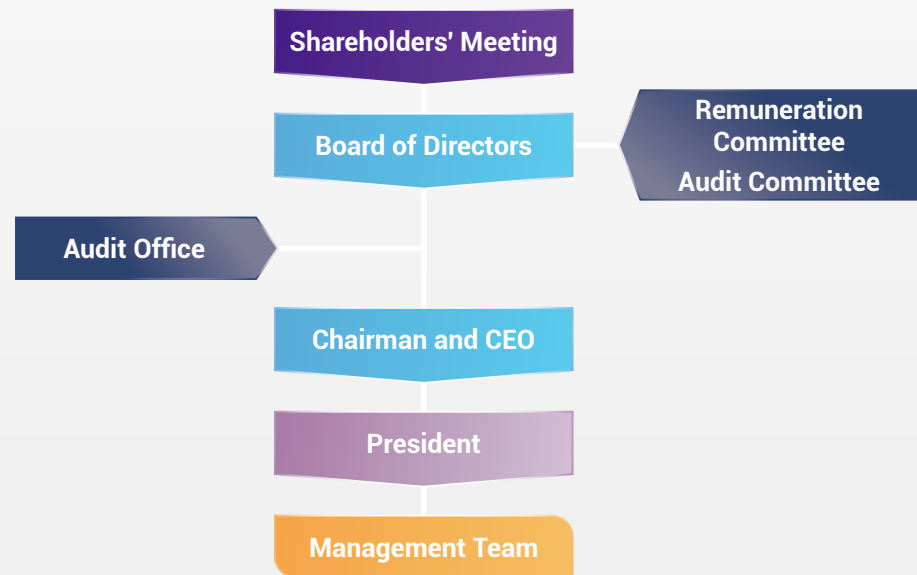 Shareholders' Meeting
Board of Directors
Remuneration
Committee
Audit Committee
Audit Office
Chairman and CEO
President
Management Team